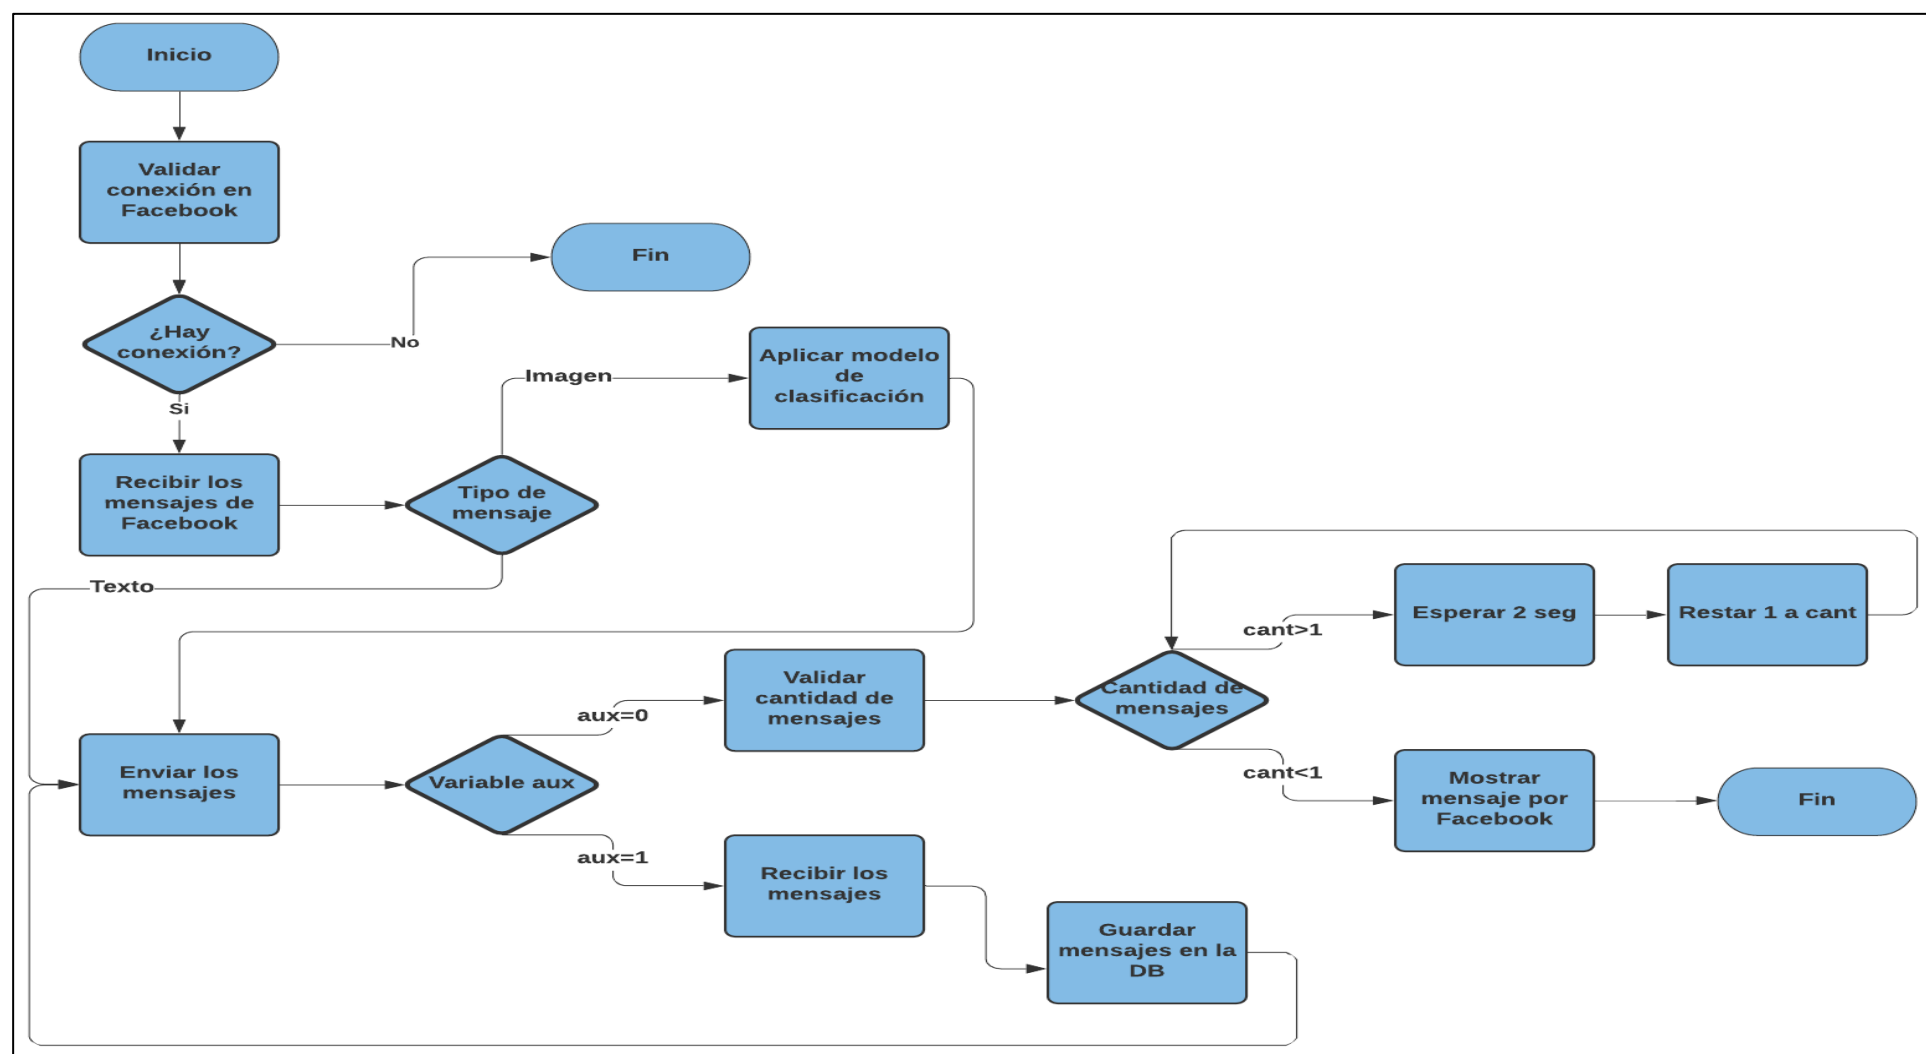 Inicio
Validar
conexión en
Facebook
Fin
¿Hay
conexión?
No
Si
Imagen
Aplicar modelo
de
clasificación
Recibir los
mensajes de
Facebook
Tipo de
mensaje
Texto
Enviar los
mensajes
Variable aux
aux=0
Validar
cantidad de
mensajes
Cantidad de
mensajes
cant>1
Esperar 2 seg
Restar 1 a cant
cant<1
Mostrar
mensaje por
Facebook
Fin
aux=1
Recibir los
mensajes
Guardar
mensajes en la
DB